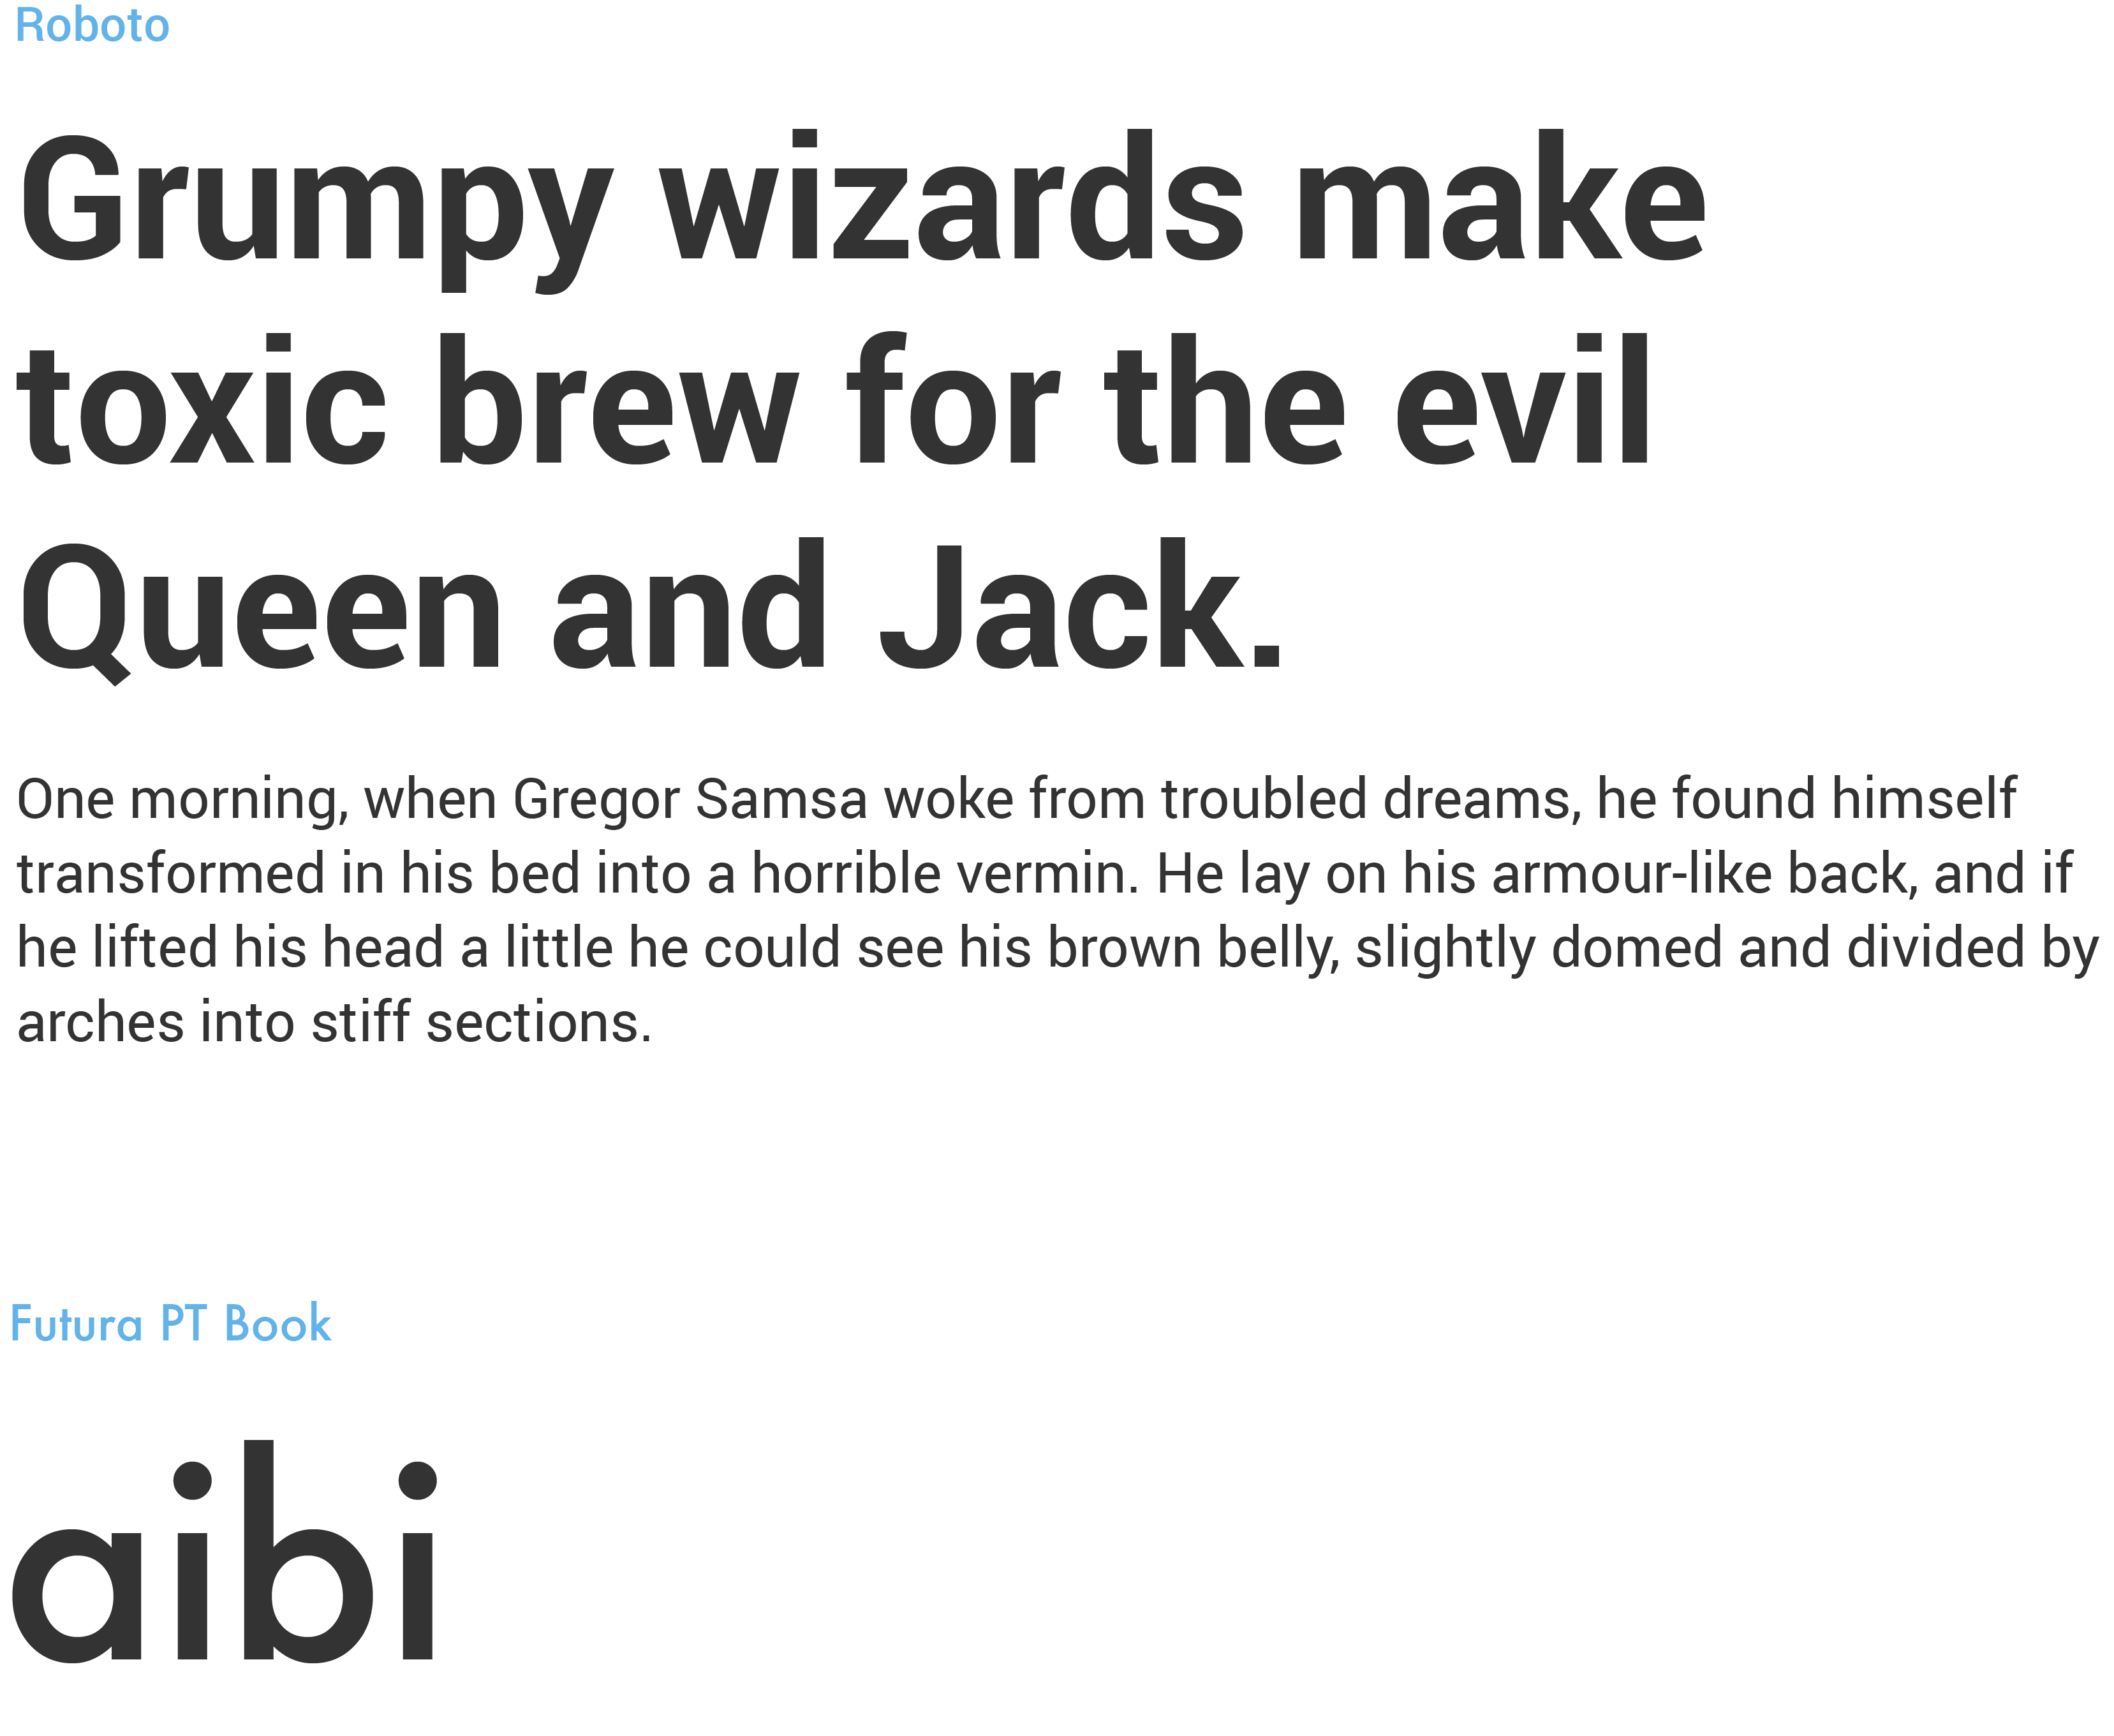 Roboto
Grumpy wizards make
toxic brew for the evil
Queen and Jack.
One morning, when Gregor Samsa woke from troubled dreams, he found himself
transformed in his bed into a horrible vermin. He lay on his armour-like back, and if
he lifted his head a little he could see his brown belly, slightly domed and divided by
arches into stiff sections.
Futura PT Book
aibi